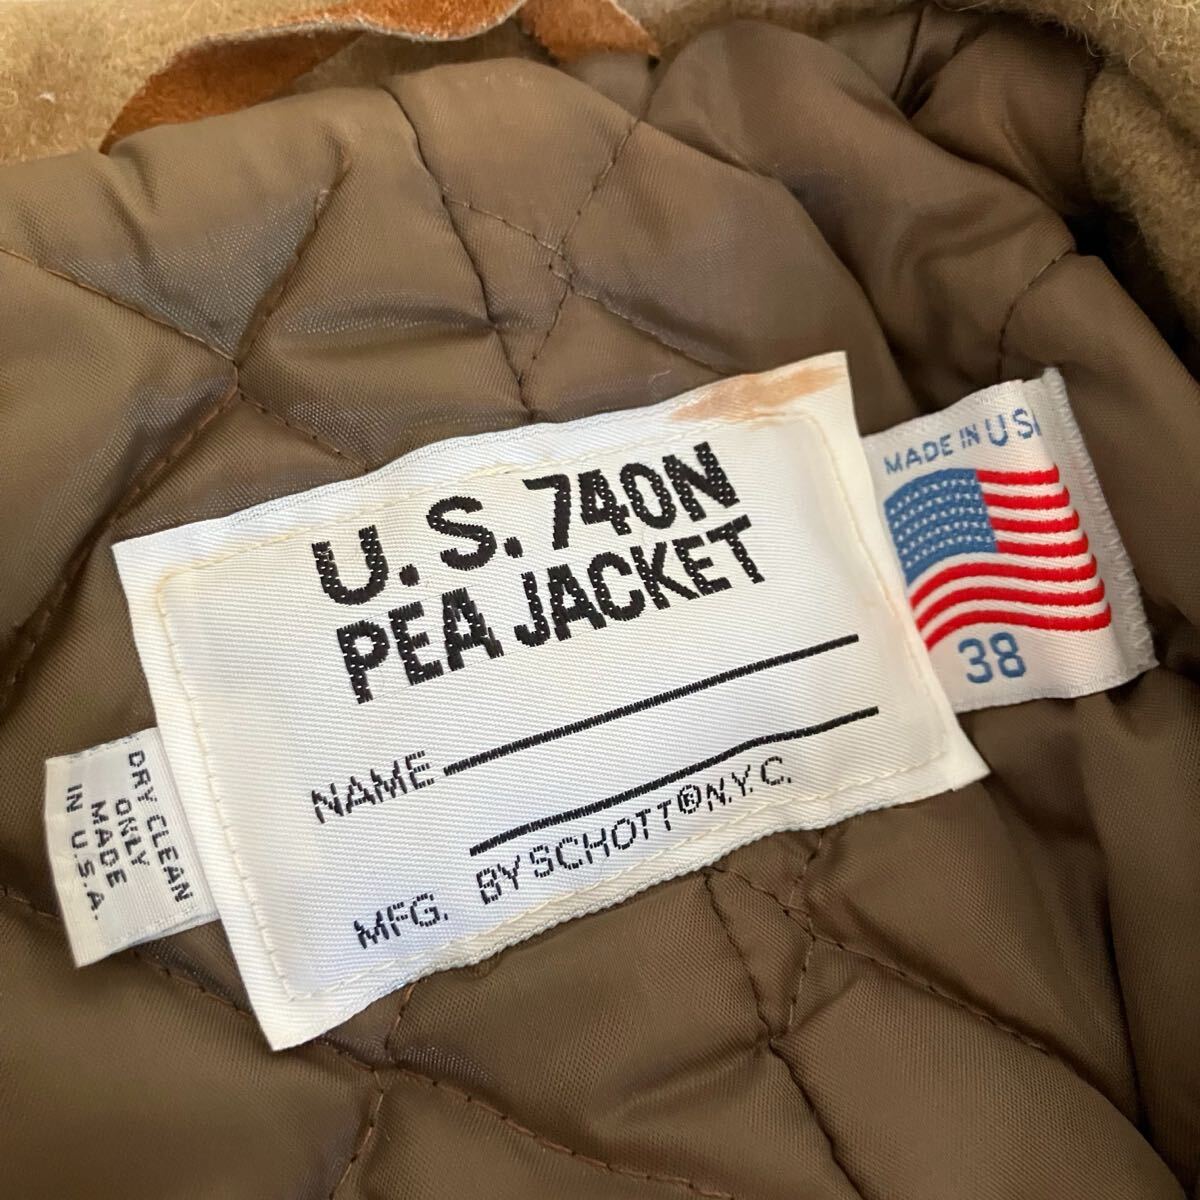 U.S. 740N
PEA JACKET
NAME
MFG. BY SCHOTT® N.Y.C.
MADE IN U S
38
DRY CLEAN
ONLY
MADE
IN U.S.A.